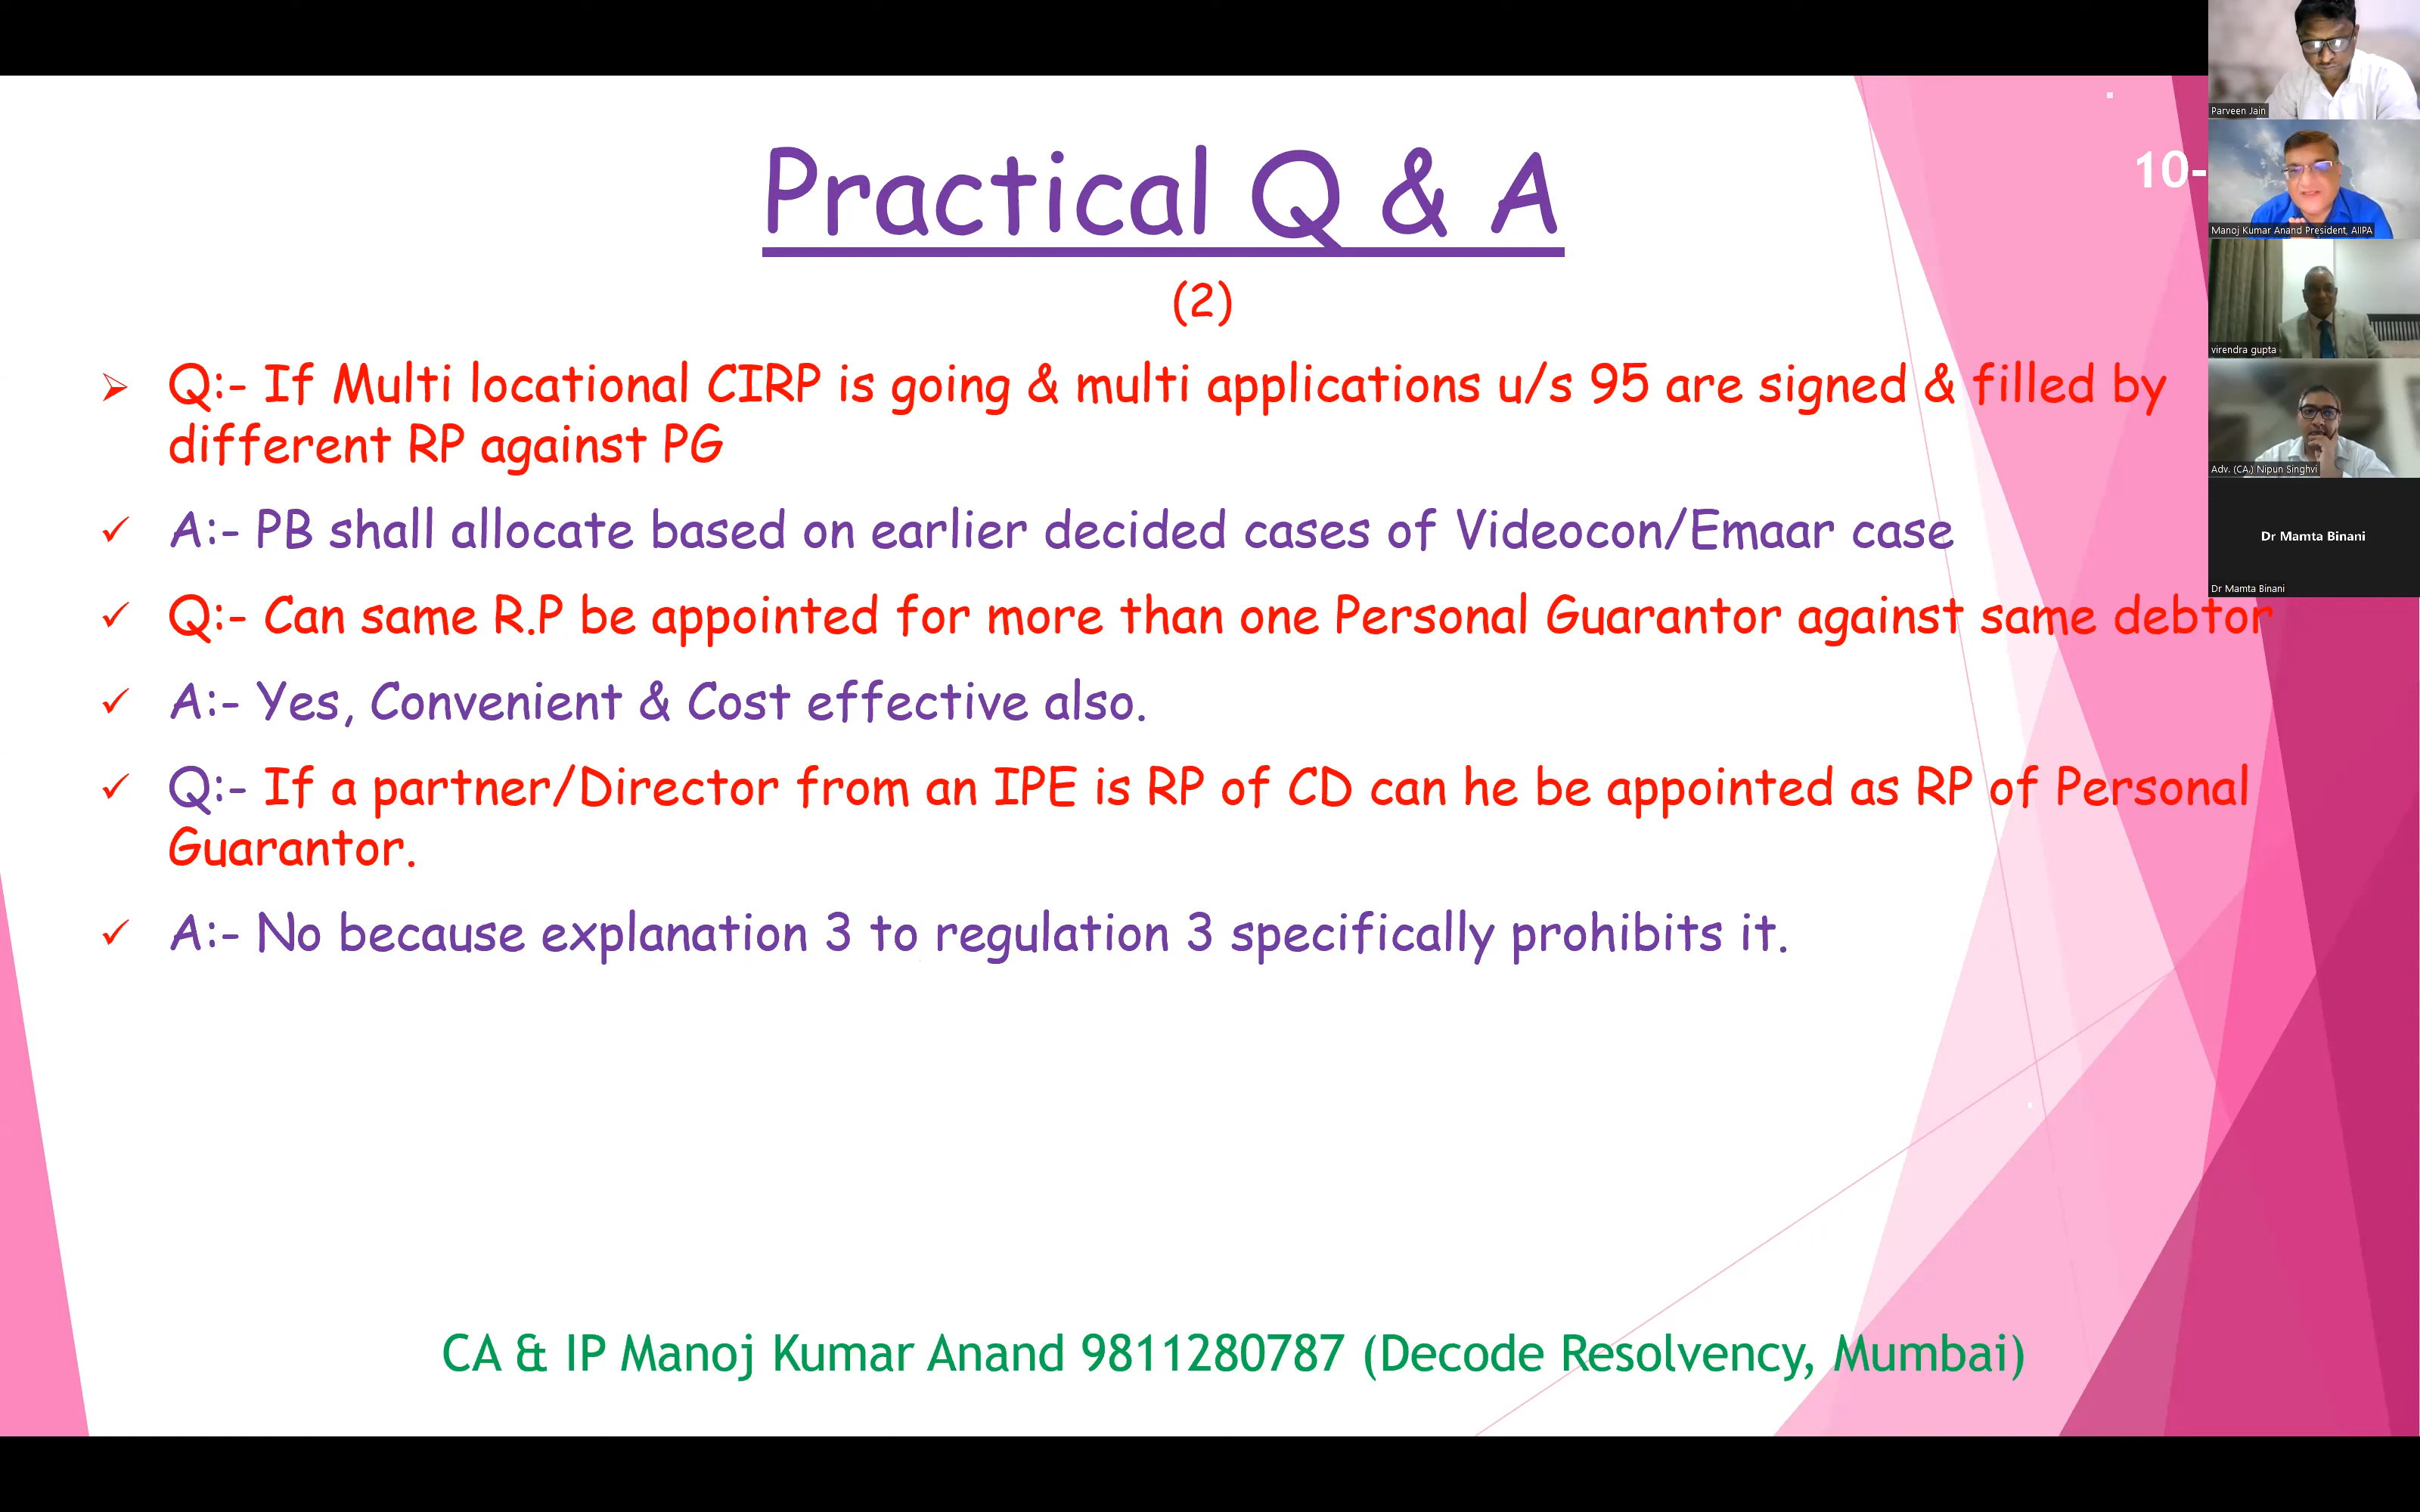 Practical Q & A
(2)
Q:- If Multi locational CIRP is going & multi applications u/s 95 are signed & filled by
different RP against PG
A:- PB shall allocate based on earlier decided cases of Videocon/Emaar case
Q:- Can same R.P be appointed for more than one Personal Guarantor against same debtor
A:- Yes, Convenient & Cost effective also.
Q:- If a partner/Director from an IPE is RP of CD can he be appointed as RP of Personal
Guarantor.
A:- No because explanation 3 to regulation 3 specifically prohibits it.
CA & IP Manoj Kumar Anand 9811280787 (Decode Resolvency, Mumbai)
10-
Parveen Jain
Manoj Kumar Anand President, AIIPA
virendra gupta
Adv. (CA.) Nipun Singhvi
Dr Mamta Binani
Dr Mamta Binani